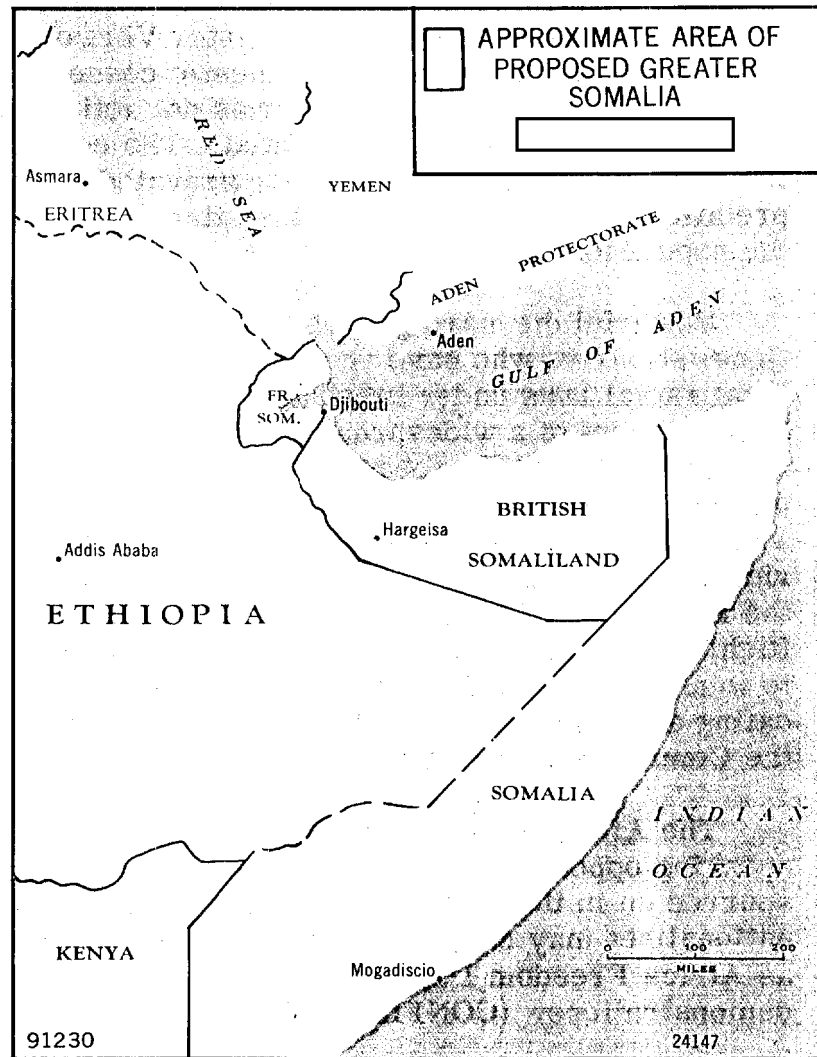 APPROXIMATE AREA OF
PROPOSED GREATER
SOMALIA
RED SEA
Asmara
YEMEN
ERITREA
ADEN PROTECTORATE
Aden
GULF OF ADEN
FR.
SOM.
Djibouti
BRITISH
Hargeisa
SOMALILAND
Addis Ababa
ETHIOPIA
SOMALIA
INDIAN
OCEAN
KENYA
0 100 200
MILES
Mogadiscio
91230
24147